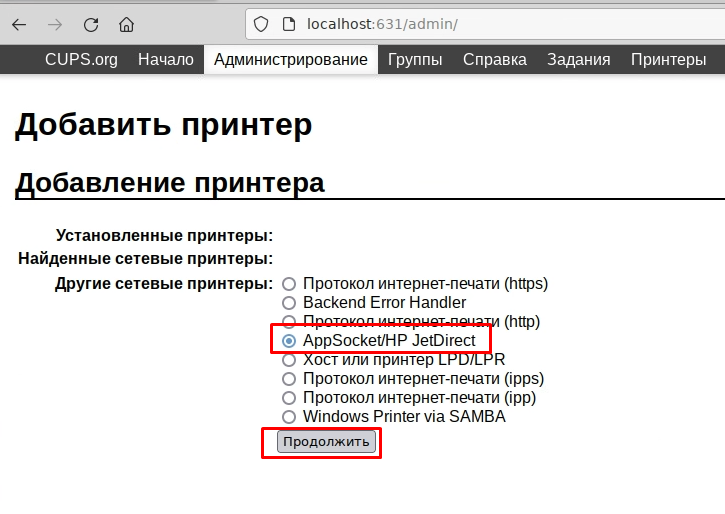 localhost:631/admin/
CUPS.org Начало Администрирование Группы Справка Задания Принтеры
Добавить принтер
Добавление принтера
Установленные принтеры:
Найденные сетевые принтеры:
Другие сетевые принтеры: Протокол интернет-печати (https)
Backend Error Handler
Протокол интернет-печати (http)
AppSocket/HP JetDirect
Хост или принтер LPD/LPR
Протокол интернет-печати (ipps)
Протокол интернет-печати (ipp)
Windows Printer via SAMBA
Продолжить